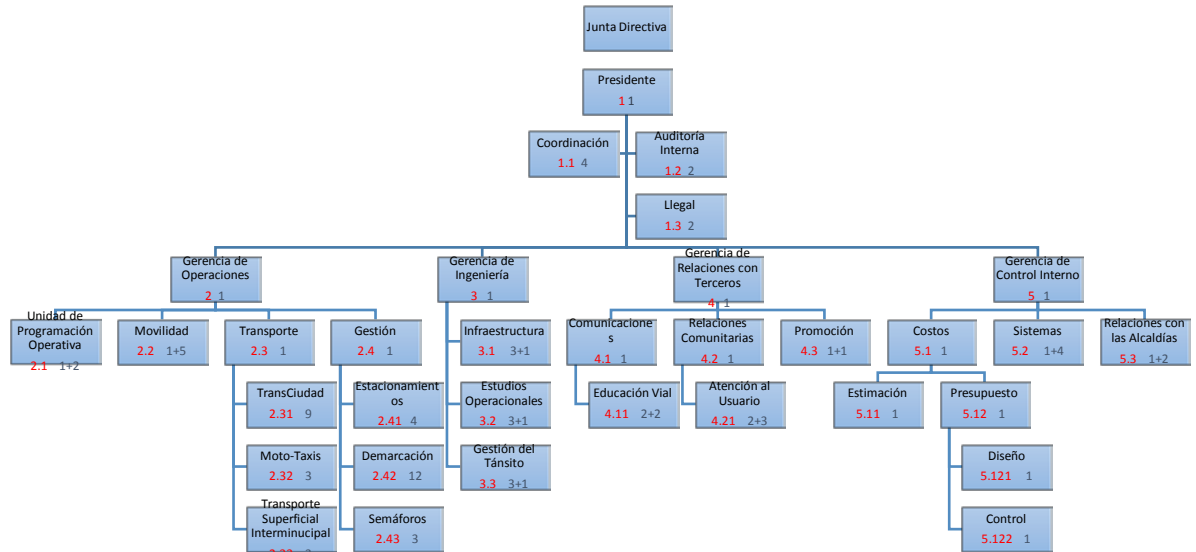 Junta Directiva
Presidente
1 1
Coordinación
1.1 4
Auditoría
Interna
1.2 2
Llegal
1.3 2
Gerencia de
Operaciones
2 1
Gerencia de
Ingeniería
3 1
Gerencia de
Relaciones con
Terceros
4 1
Gerencia de
Control Interno
5 1
Unidad de
Programación
Operativa
2.1 1+2
Movilidad
2.2 1+5
Transporte
2.3 1
Gestión
2.4 1
Infraestructura
3.1 3+1
Comunicacione
s
4.1 1
Relaciones
Comunitarias
4.2 1
Promoción
4.3 1+1
Costos
5.1 1
Sistemas
5.2 1+4
Relaciones con
las Alcaldías
5.3 1+2
TransCiudad
2.31 9
Estacionamient
os
2.41 4
Estudios
Operacionales
3.2 3+1
Educación Vial
4.11 2+2
Atención al
Usuario
4.21 2+3
Estimación
5.11 1
Presupuesto
5.12 1
Moto-Taxis
2.32 3
Demarcación
2.42 12
Gestión del
Tánsito
3.3 3+1
Diseño
5.121 1
Transporte
Superficial
Interminucipal
Semáforos
2.43 3
Control
5.122 1